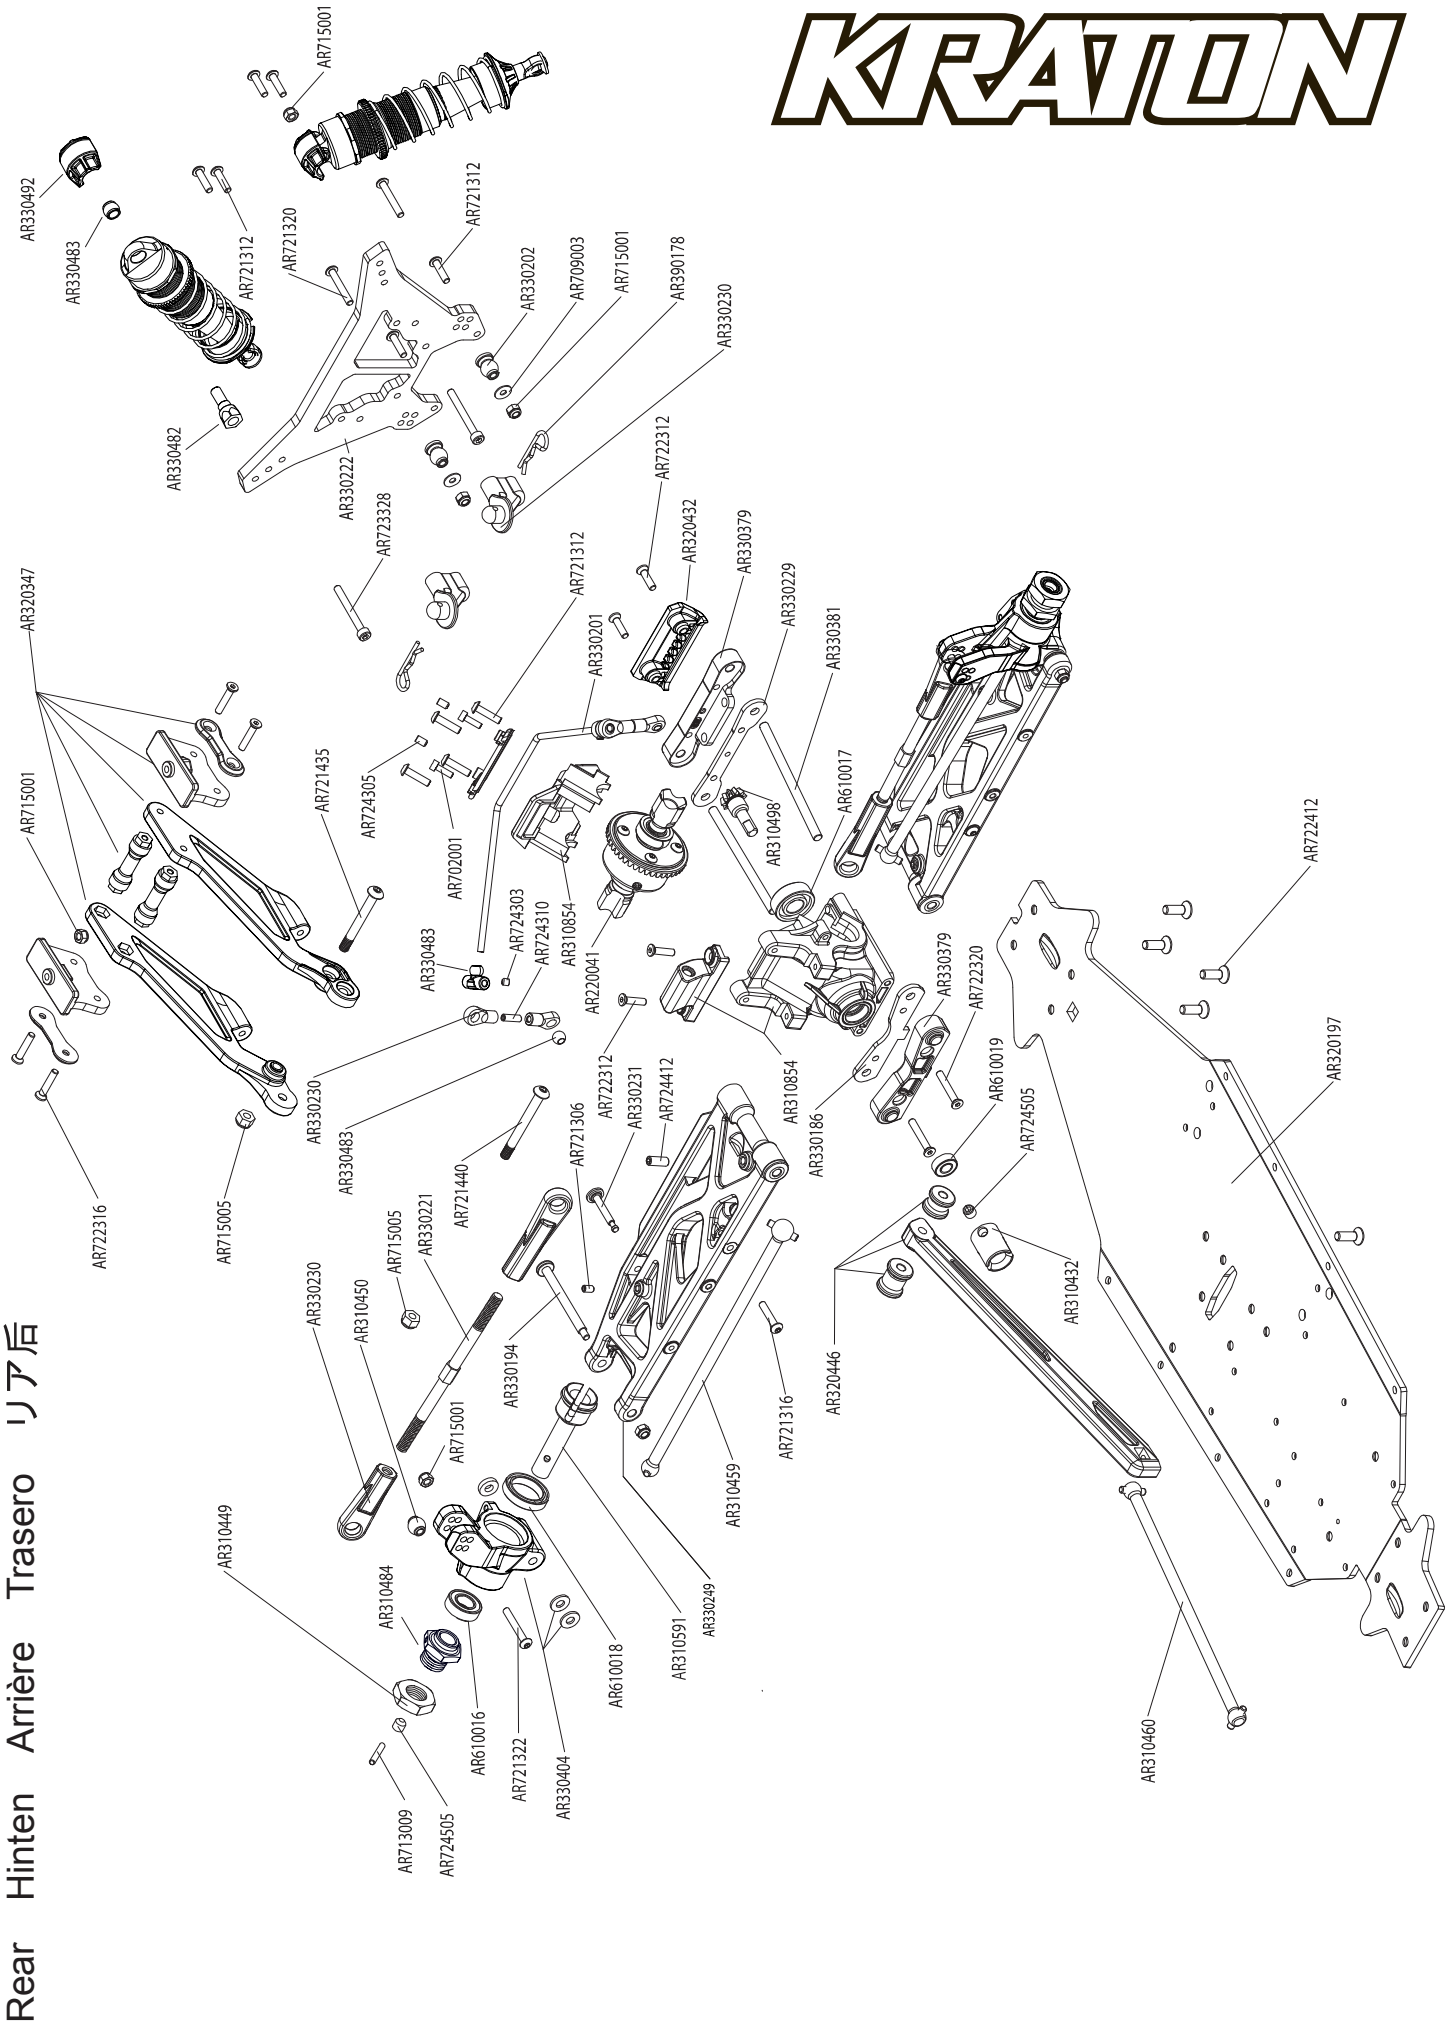 KRATON
Rear Hinten Arrière Trasero リア后
AR715001
AR330492
AR330483
AR721312
AR721320
AR721312
AR330202
AR709003
AR715001
AR390178
AR330230
AR330482
AR330222
AR723328
AR722312
AR320432
AR330379
AR330229
AR330381
AR320347
AR715001
AR721435
AR724305
AR702001
AR721312
AR330201
AR310498
AR610017
AR330483
AR724303
AR724310
AR310854
AR220041
AR722412
AR330379
AR722320
AR610019
AR724505
AR320197
AR722316
AR715005
AR330230
AR330483
AR721440
AR721306
AR722312
AR330231
AR724412
AR310854
AR330186
AR715005
AR330221
AR330230
AR310450
AR330194
AR715001
AR310432
AR320446
AR721316
AR310459
AR310449
AR310484
AR330249
AR310591
AR610018
AR330404
AR721322
AR610016
AR724505
AR713009
AR310460